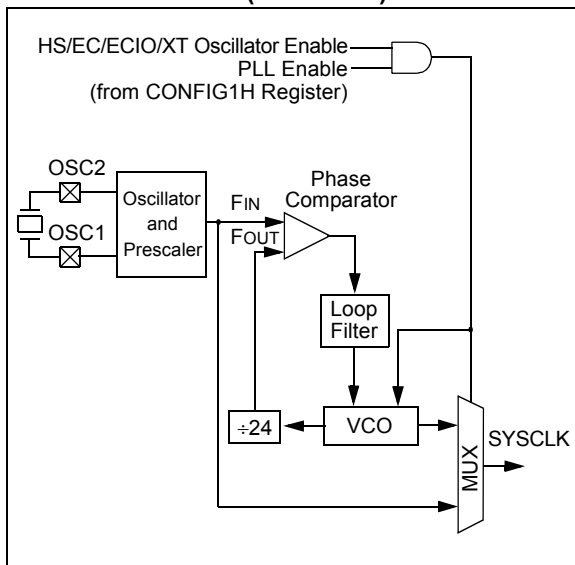 HS/EC/ECIO/XT Oscillator Enable
PLL Enable
(from CONFIG1H Register)
OSC2
OSC1
Oscillator
and
Prescaler
FIN
FOUT
Phase
Comparator
Loop
Filter
÷24
VCO
MUX
SYSCLK